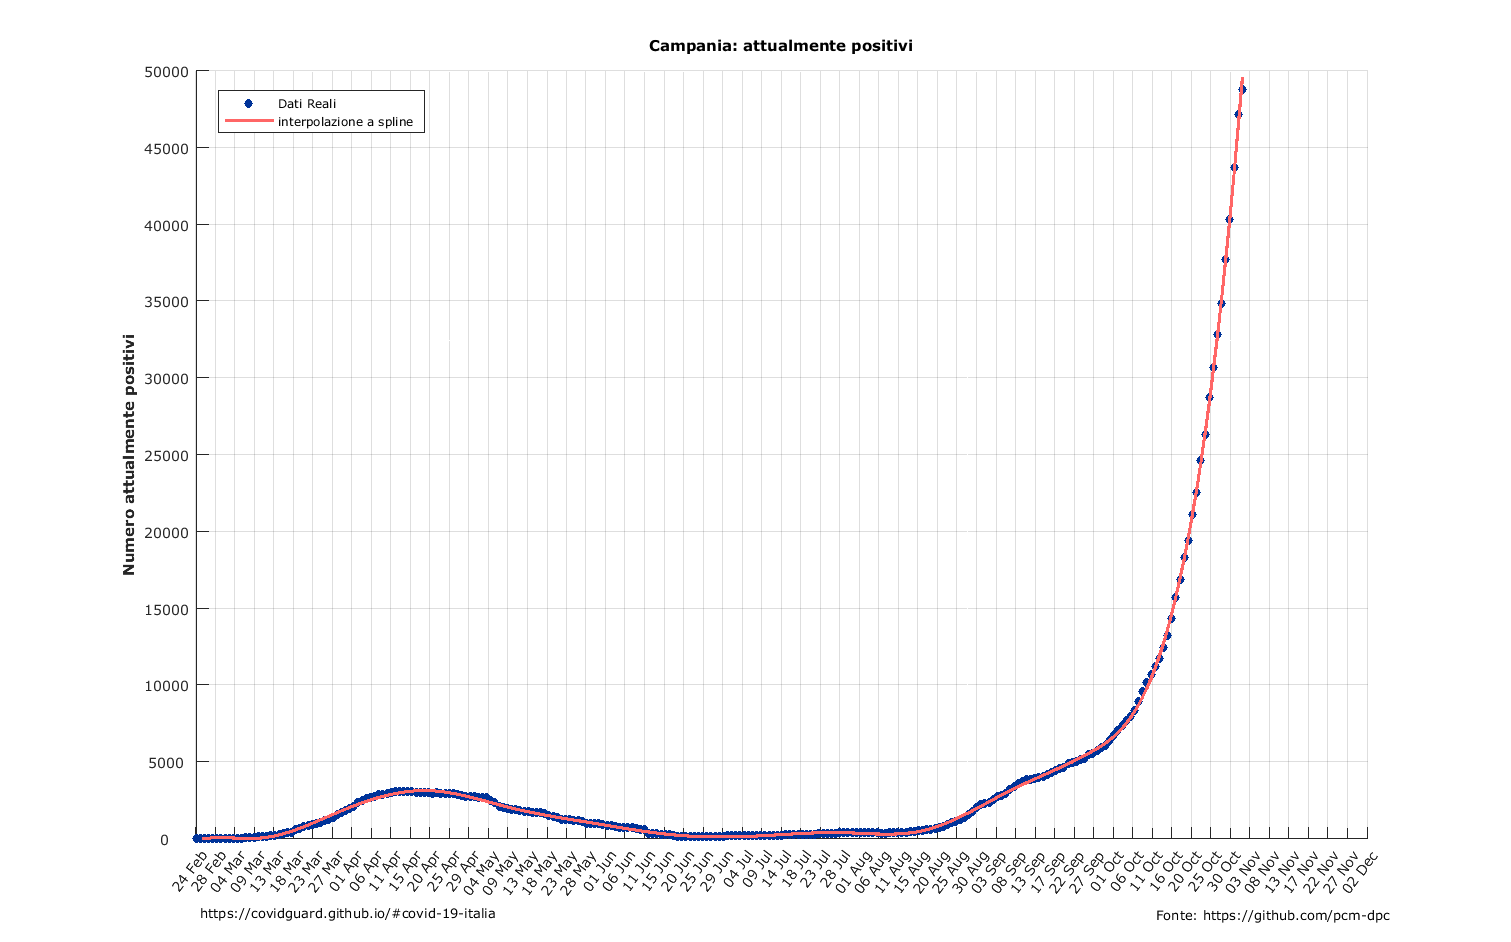 Campania: attualmente positivi
50000
45000
40000
35000
30000
25000
20000
15000
10000
5000
0
Numero attualmente positivi
Dati Reali
interpolazione a spline
24 Feb
28 Feb
04 Mar
09 Mar
13 Mar
18 Mar
23 Mar
27 Mar
01 Apr
06 Apr
11 Apr
15 Apr
20 Apr
25 Apr
29 Apr
04 May
09 May
13 May
18 May
23 May
28 May
01 Jun
06 Jun
11 Jun
15 Jun
20 Jun
25 Jun
29 Jun
04 Jul
09 Jul
14 Jul
18 Jul
23 Jul
28 Jul
01 Aug
06 Aug
11 Aug
15 Aug
20 Aug
25 Aug
30 Aug
03 Sep
08 Sep
13 Sep
17 Sep
22 Sep
27 Sep
01 Oct
06 Oct
11 Oct
16 Oct
20 Oct
25 Oct
30 Oct
03 Nov
08 Nov
13 Nov
17 Nov
22 Nov
27 Nov
02 Dec
https://covidguard.github.io/#covid-19-italia
Fonte: https://github.com/pcm-dpc